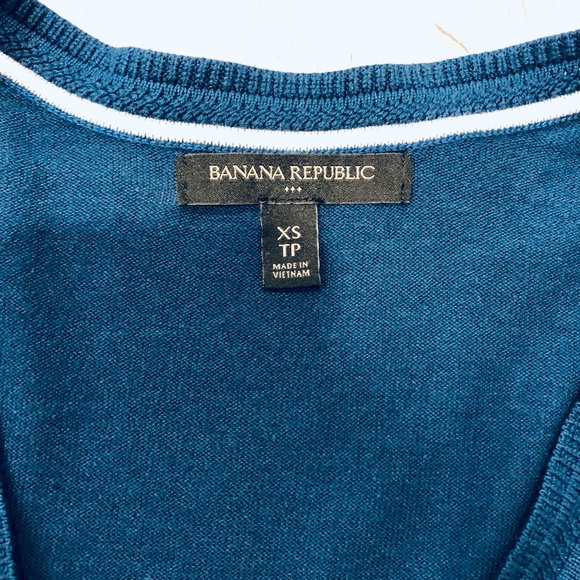 BANANA REPUBLIC
XS
TP
MADE IN
VIETNAM